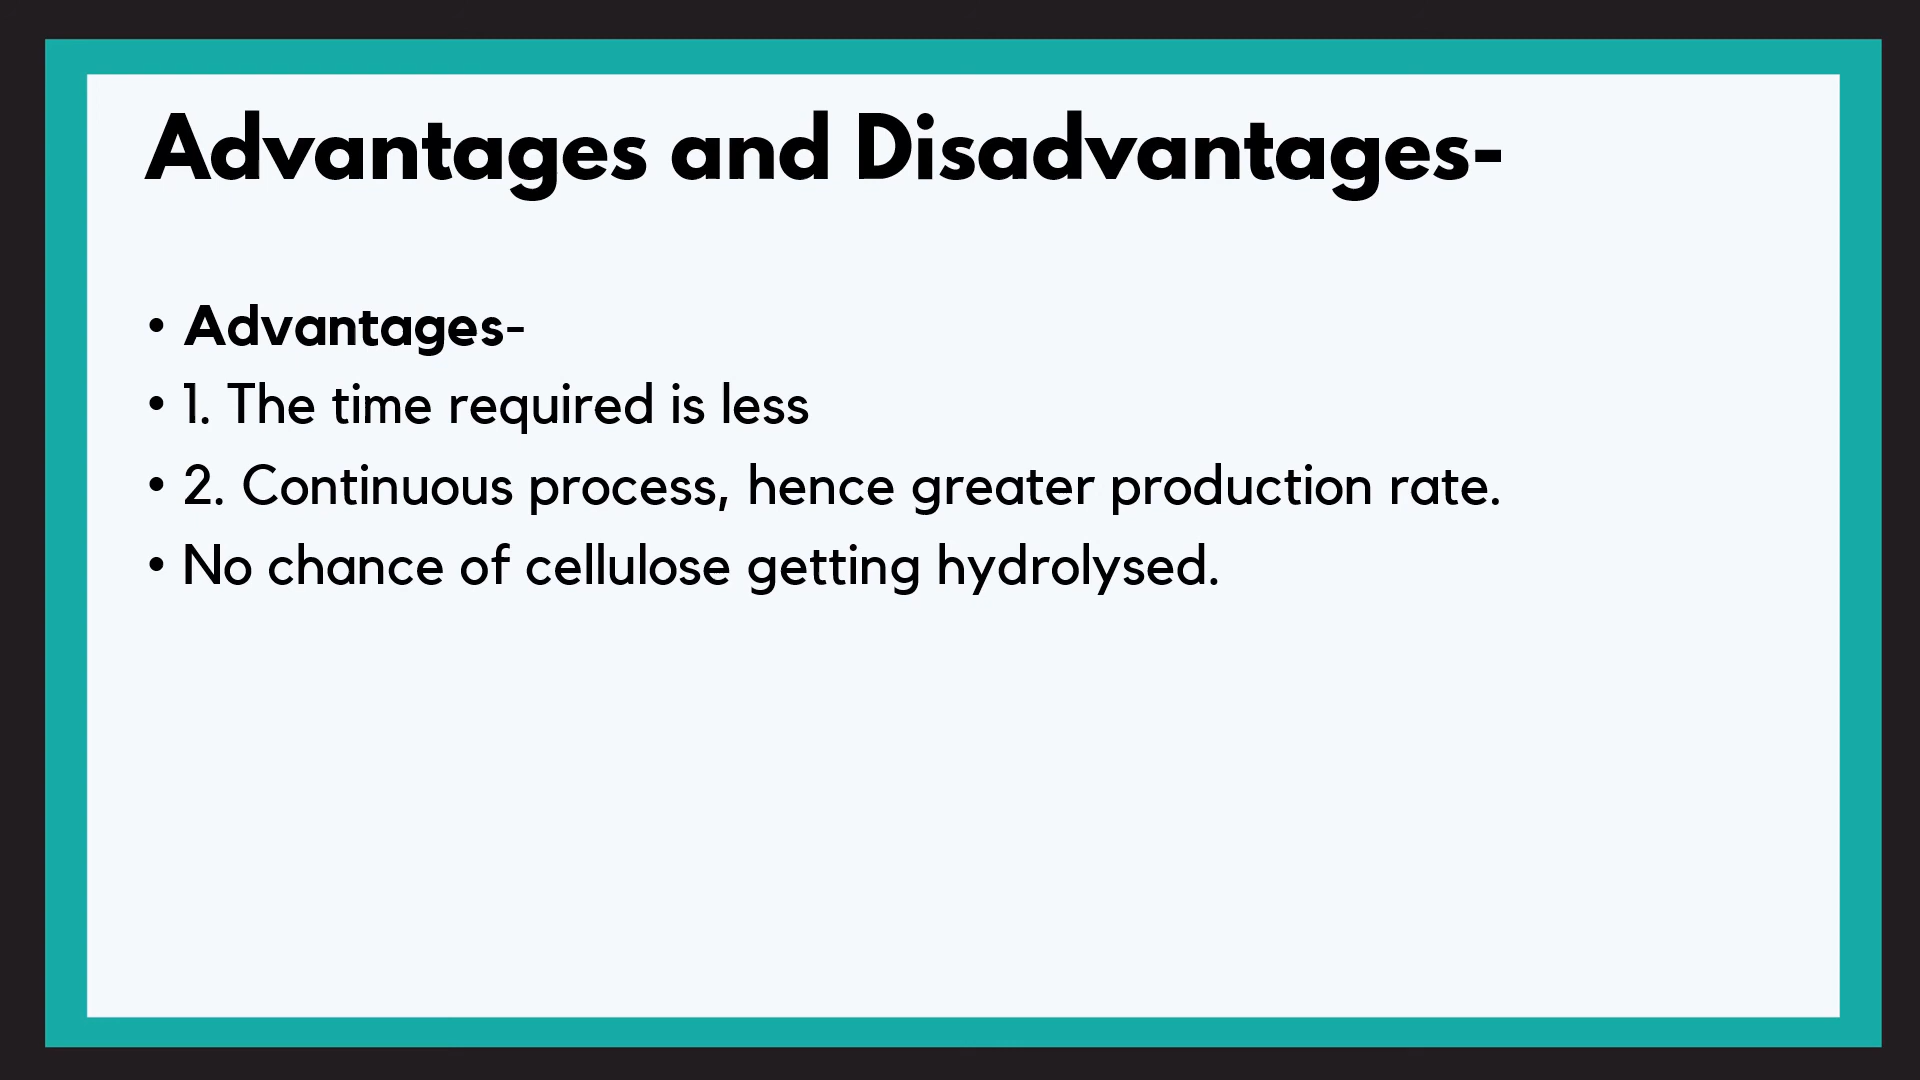 Advantages and Disadvantages-
• Advantages-
• 1. The time required is less
• 2. Continuous process, hence greater production rate.
• No chance of cellulose getting hydrolysed.